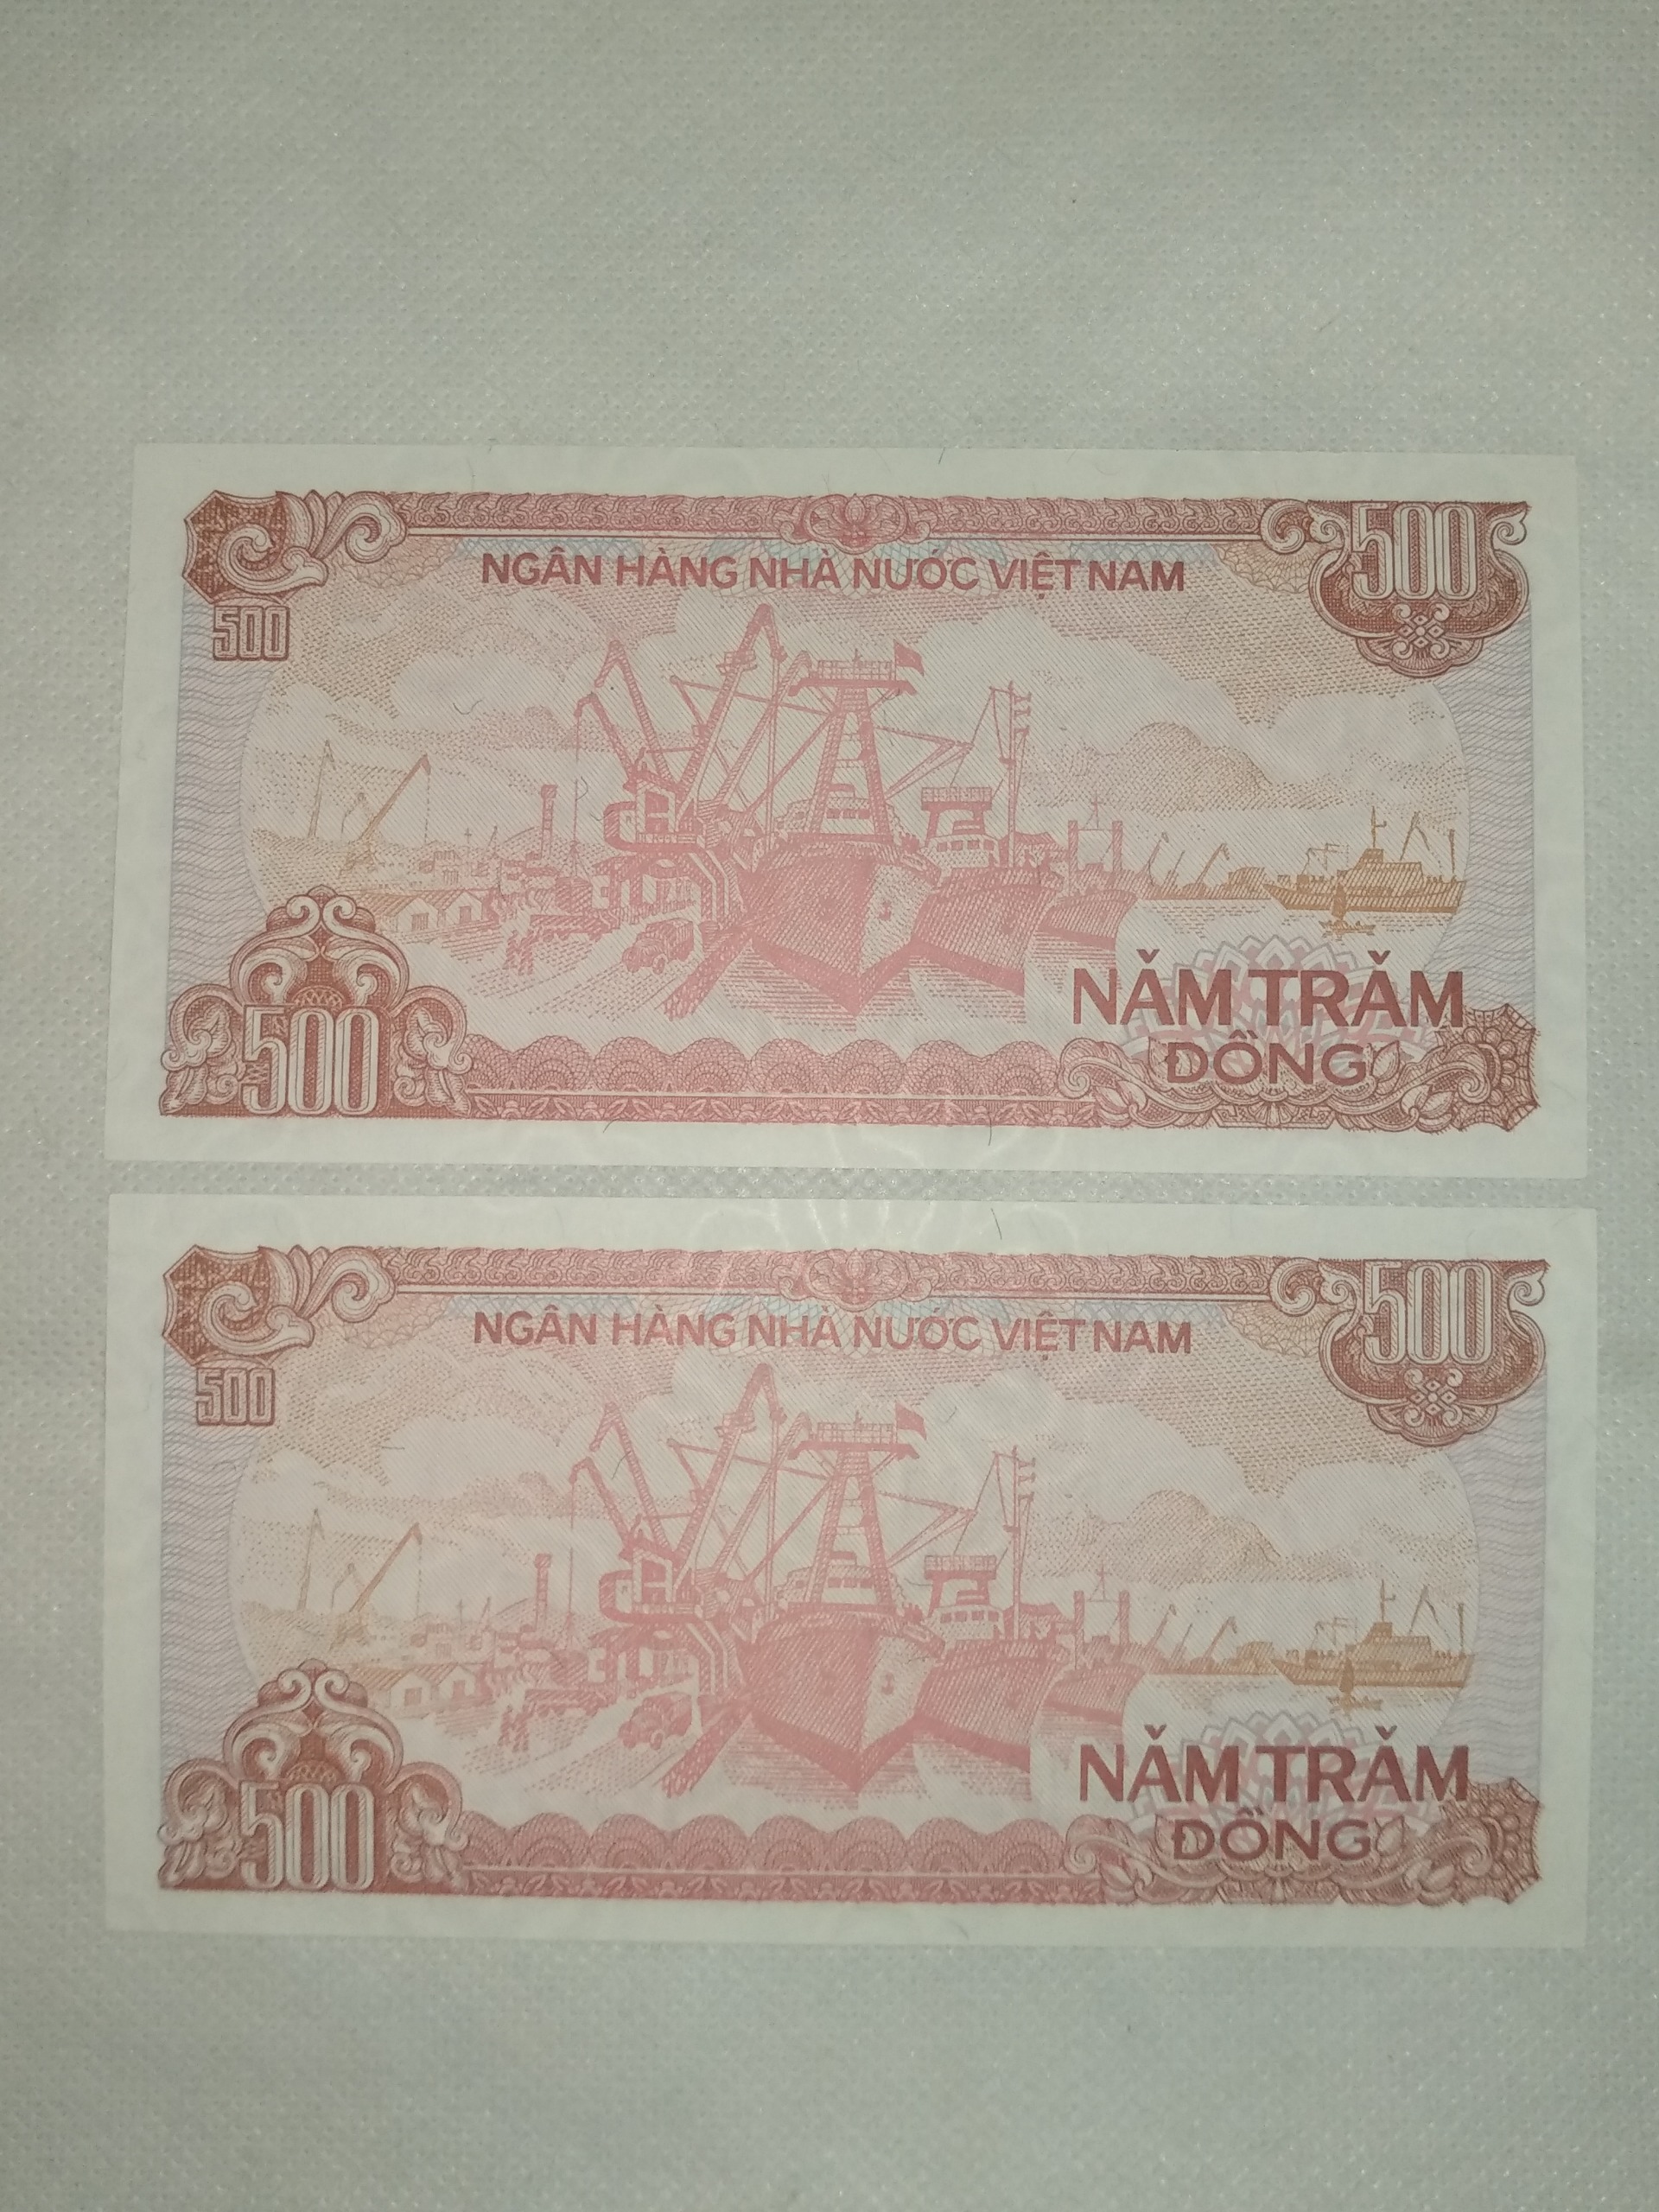 500
NGÂN HÀNG NHÀ NƯỚC VIỆT NAM
500
NĂM TRĂM
ĐỒNG
500
500
NGÂN HÀNG NHÀ NƯỚC VIỆT NAM
500
NĂM TRĂM
ĐỒNG
500